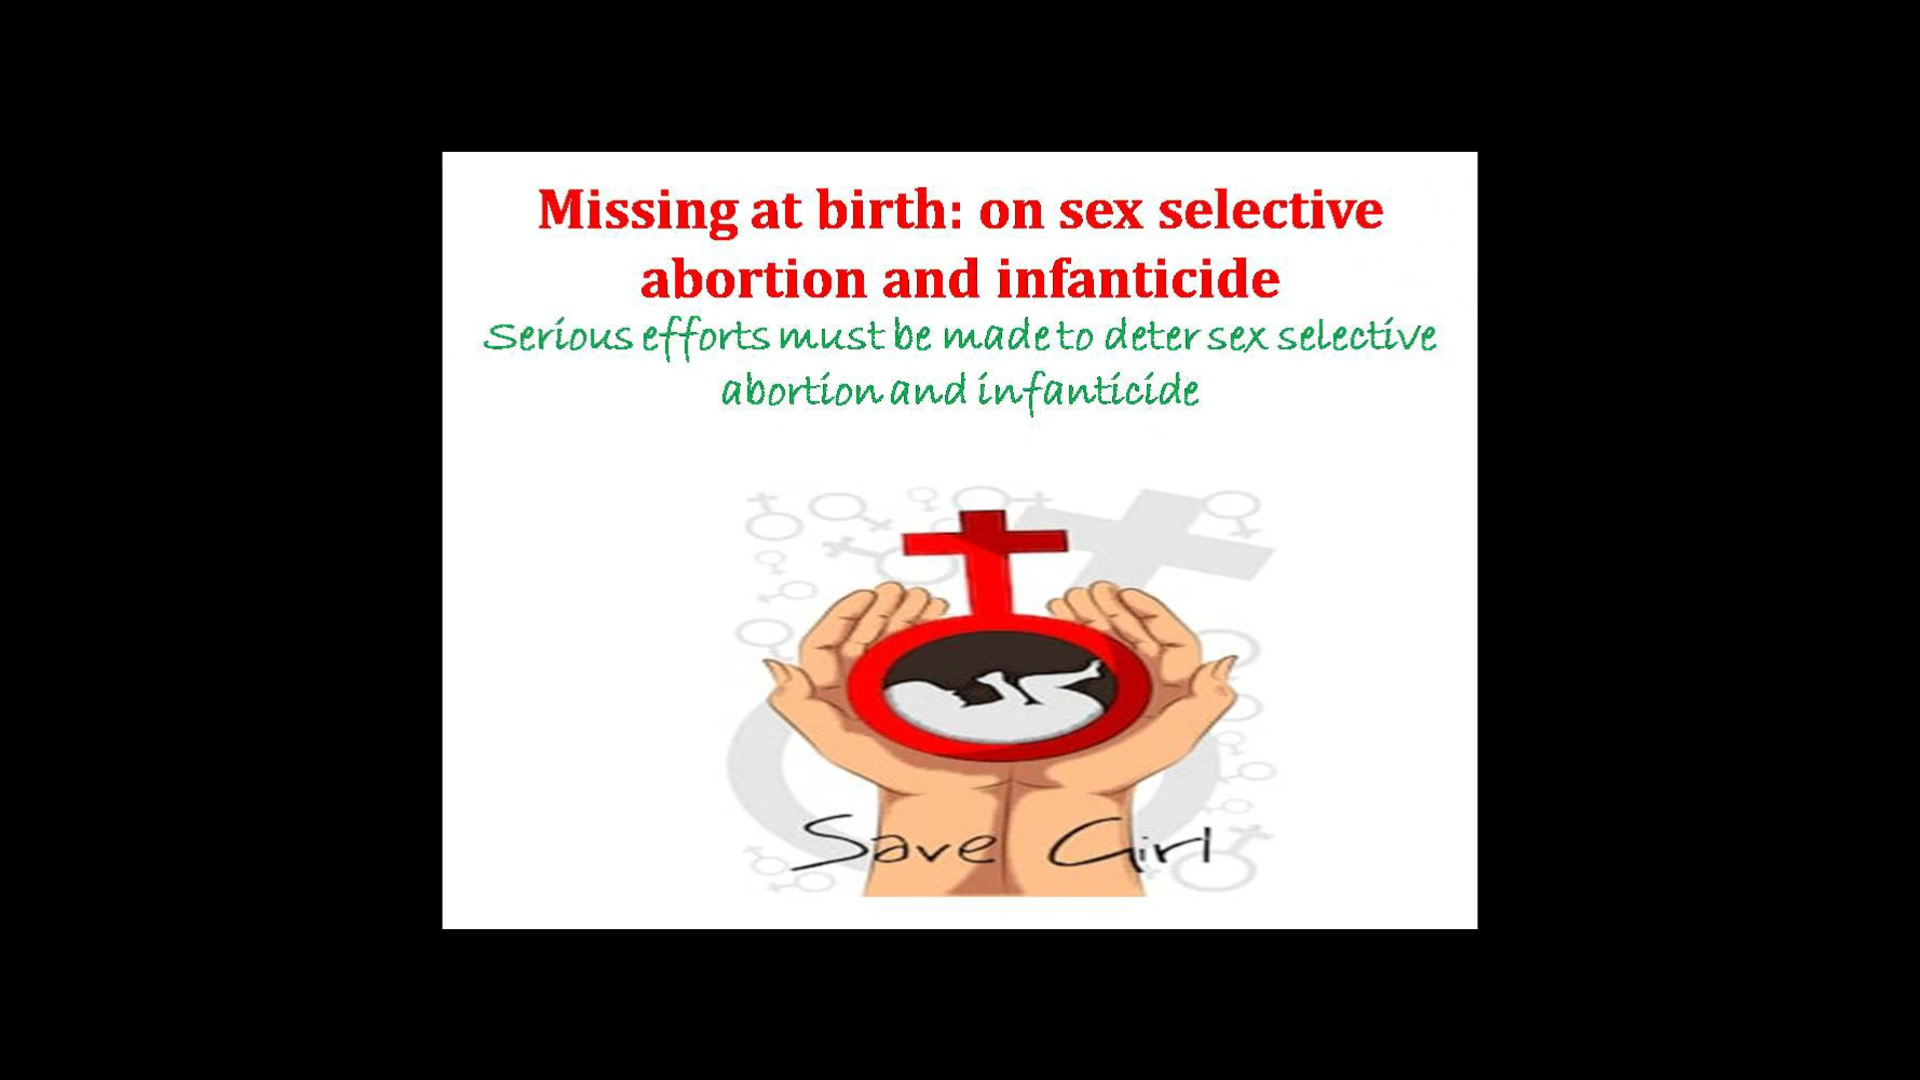 Missing at birth: on sex selective
abortion and infanticide
Serious efforts must be made to deter sex selective
abortion and infanticide
Save Girl